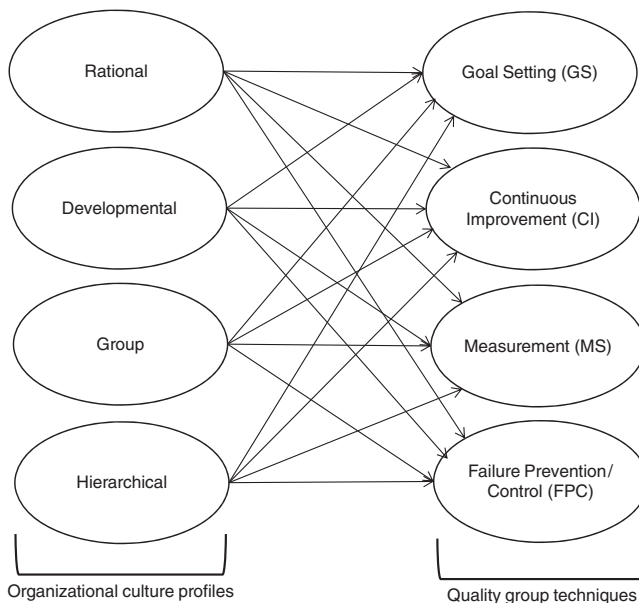 Rational
Goal Setting (GS)
Developmental
Continuous
Improvement (CI)
Group
Measurement (MS)
Hierarchical
Failure Prevention/
Control (FPC)
Organizational culture profiles
Quality group techniques